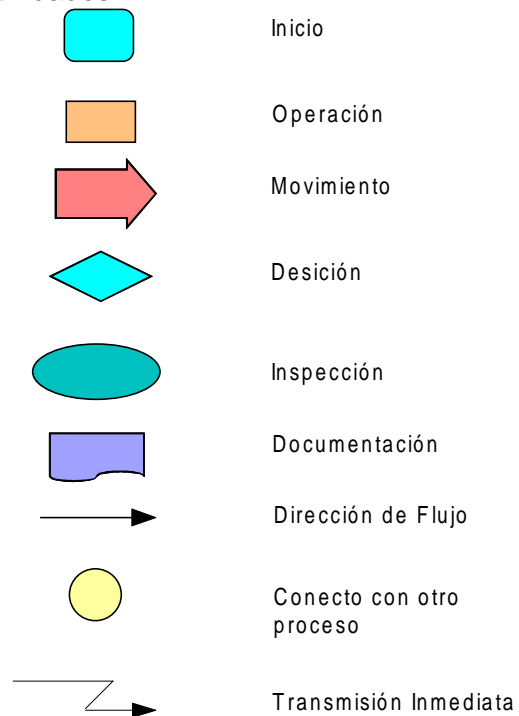 Inicio
Operación
Movimiento
Desición
Inspección
Documentación
Dirección de Flujo
Conecto con otro
proceso
Transmisión Inmediata